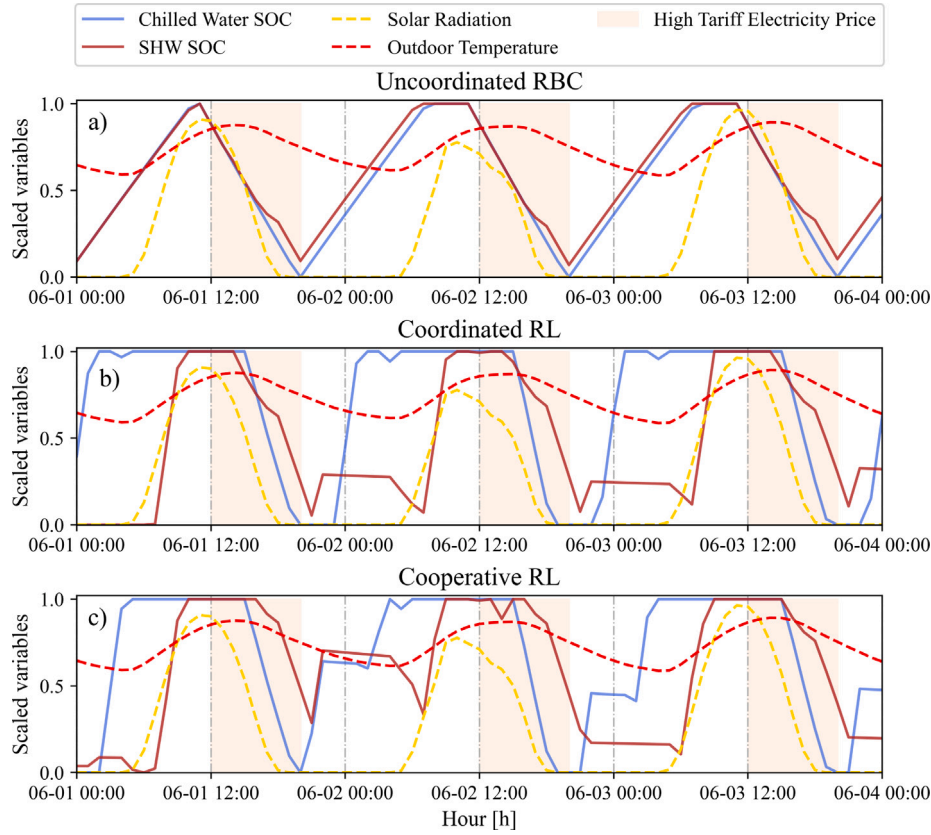 Chilled Water SOC Solar Radiation High Tariff Electricity Price
SHW SOC Outdoor Temperature
Uncoordinated RBC
a)
Scaled variables
1.0
0.5
0.0
06-01 00:00 06-01 12:00 06-02 00:00 06-02 12:00 06-03 00:00 06-03 12:00 06-04 00:00
Coordinated RL
b)
Scaled variables
1.0
0.5
0.0
06-01 00:00 06-01 12:00 06-02 00:00 06-02 12:00 06-03 00:00 06-03 12:00 06-04 00:00
Cooperative RL
c)
Scaled variables
1.0
0.5
0.0
06-01 00:00 06-01 12:00 06-02 00:00 06-02 12:00 06-03 00:00 06-03 12:00 06-04 00:00
Hour [h]